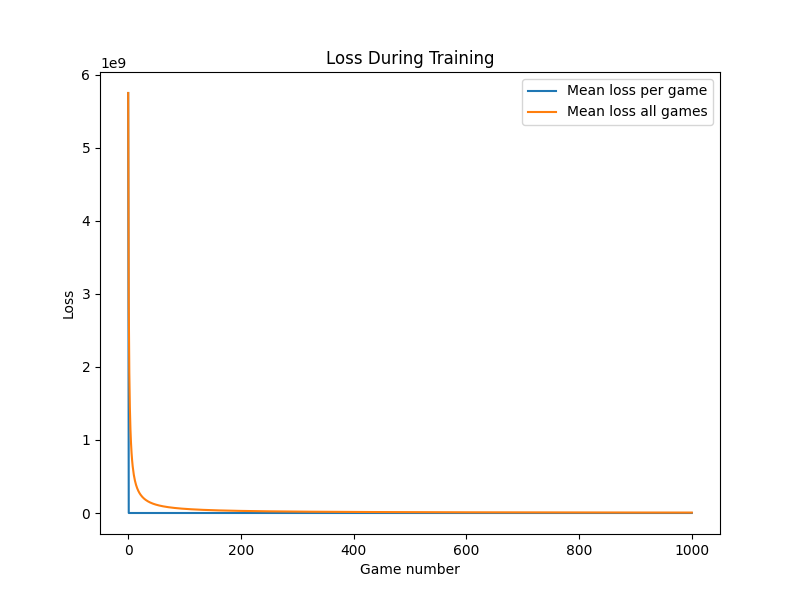 Loss During Training
1e9
Mean loss per game
Mean loss all games
6
5
4
3
2
1
0
Loss
0 200 400 600 800 1000
Game number